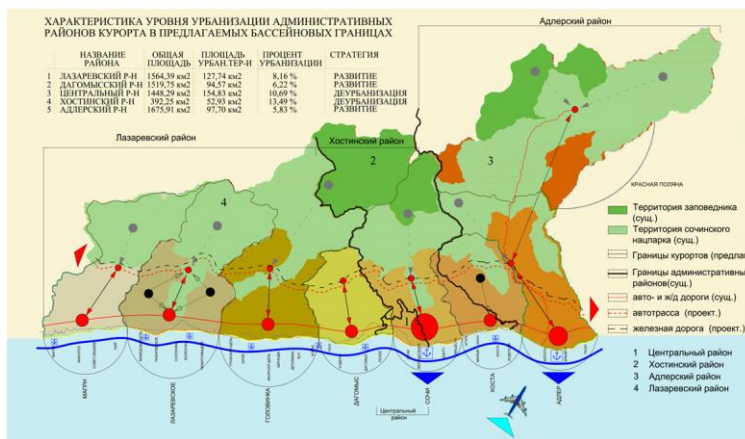 ХАРАКТЕРИСТИКА УРОВНЯ УРБАНИЗАЦИИ АДМИНИСТРАТИВНЫХ
РАЙОНОВ КУРОРТА В ПРЕДЛАГАЕМЫХ БАССЕЙНОВЫХ ГРАНИЦАХ
НАЗВАНИЕ РАЙОНА ОБЩАЯ ПЛОЩАДЬ ПЛОЩАДЬ УРБАН.ТЕР-И ПРОЦЕНТ УРБАНИЗАЦИИ СТРАТЕГИЯ
1 ЛАЗАРЕВСКИЙ Р-Н 1564,39 км2 127,74 км2 8,16 % РАЗВИТИЕ
2 ДАГОМЫССКИЙ Р-Н 1519,75 км2 94,57 км2 6,22 % РАЗВИТИЕ
3 ЦЕНТРАЛЬНЫЙ Р-Н 1448,29 км2 154,83 км2 10,69 % ДЕУРБАНИЗАЦИЯ
4 ХОСТИНСКИЙ Р-Н 392,25 км2 52,93 км2 13,49 % ДЕУРБАНИЗАЦИЯ
5 АДЛЕРСКИЙ Р-Н 1675,91 км2 97,70 км2 5,83 % РАЗВИТИЕ
Адлерский район
Лазаревский район
Хостинский район
2
3
4
1
КРАСНАЯ ПОЛЯНА
Территория заповедника
(сущ.)
Территория сочинского
нацпарка (сущ.)
Границы курортов (предлаг
Границы административных
районов(сущ.)
авто- и ж/д дороги (сущ.)
автотрасса (проект.)
железная дорога (проект.)
1 Центральный район
2 Хостинский район
3 Адлерский район
4 Лазаревский район
МАГРИ
ЛАЗАРЕВСКОЕ
ГОЛОВИНКА
ДАГОМЫС
СОЧИ
ХОСТА
АДЛЕР
Центральный район